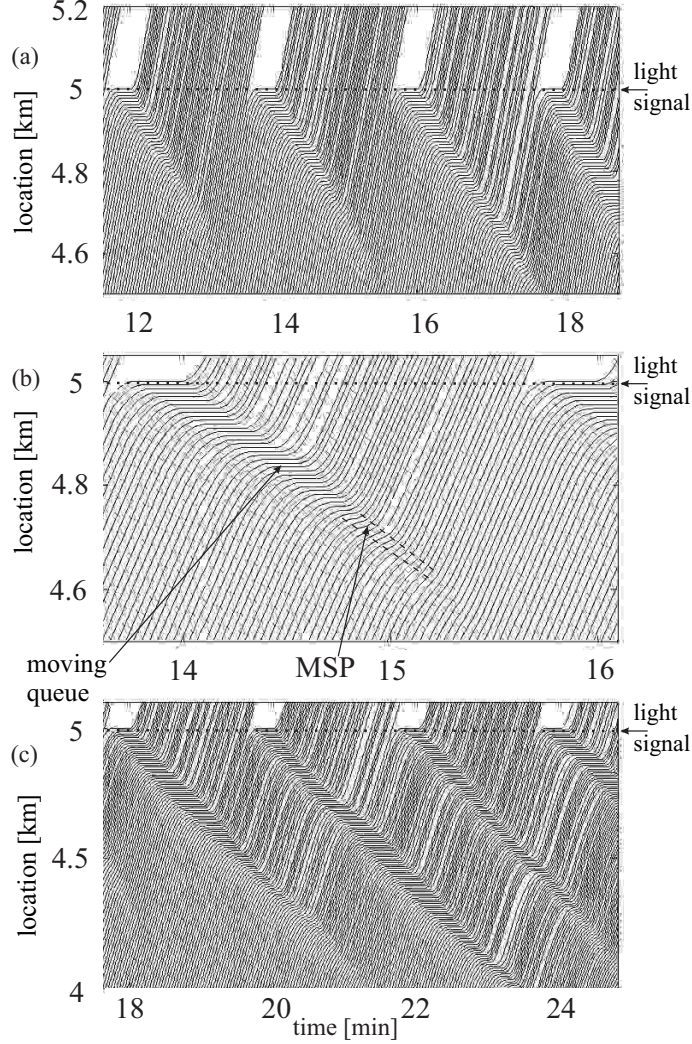 5.2
(a)
light
5
signal
location [km]
4.8
4.6
12 14 16 18
(b)
light
5
signal
location [km]
4.8
4.6
14 MSP 15 16
moving
queue
light
5
signal
(c)
location [km]
4.5
4
18 20 22 24
time [min]